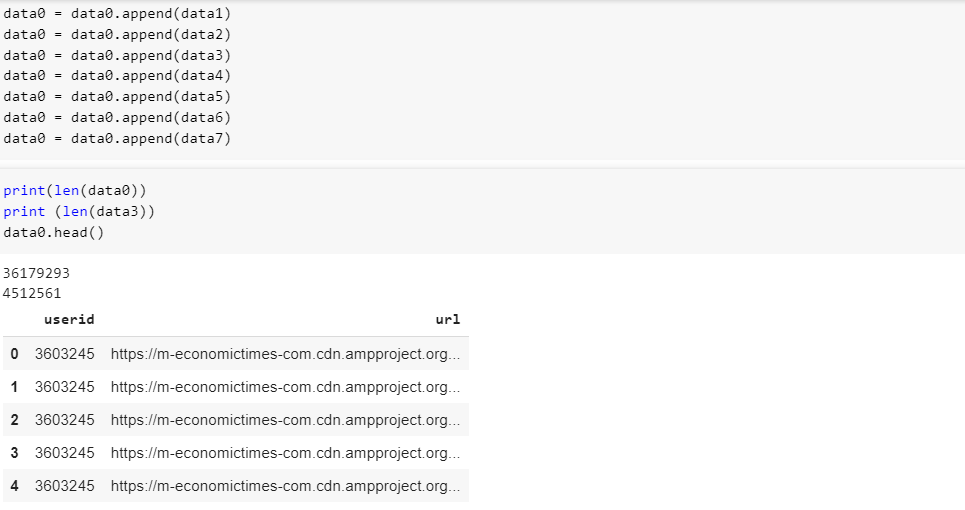 data0 = data0.append(data1)
data0 = data0.append(data2)
data0 = data0.append(data3)
data0 = data0.append(data4)
data0 = data0.append(data5)
data0 = data0.append(data6)
data0 = data0.append(data7)
print(len(data0))
print (len(data3))
data0.head()
36179293
4512561
userid url
0 3603245 https://m-economictimes-com.cdn.ampproject.org...
1 3603245 https://m-economictimes-com.cdn.ampproject.org...
2 3603245 https://m-economictimes-com.cdn.ampproject.org...
3 3603245 https://m-economictimes-com.cdn.ampproject.org...
4 3603245 https://m-economictimes-com.cdn.ampproject.org...